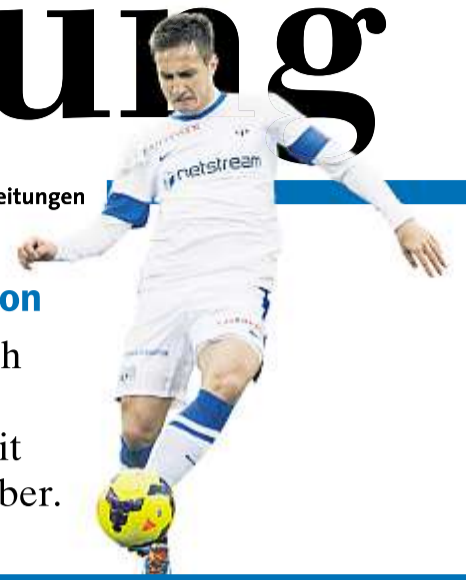 ung
netstream
eitungen
on
h
it
ber.